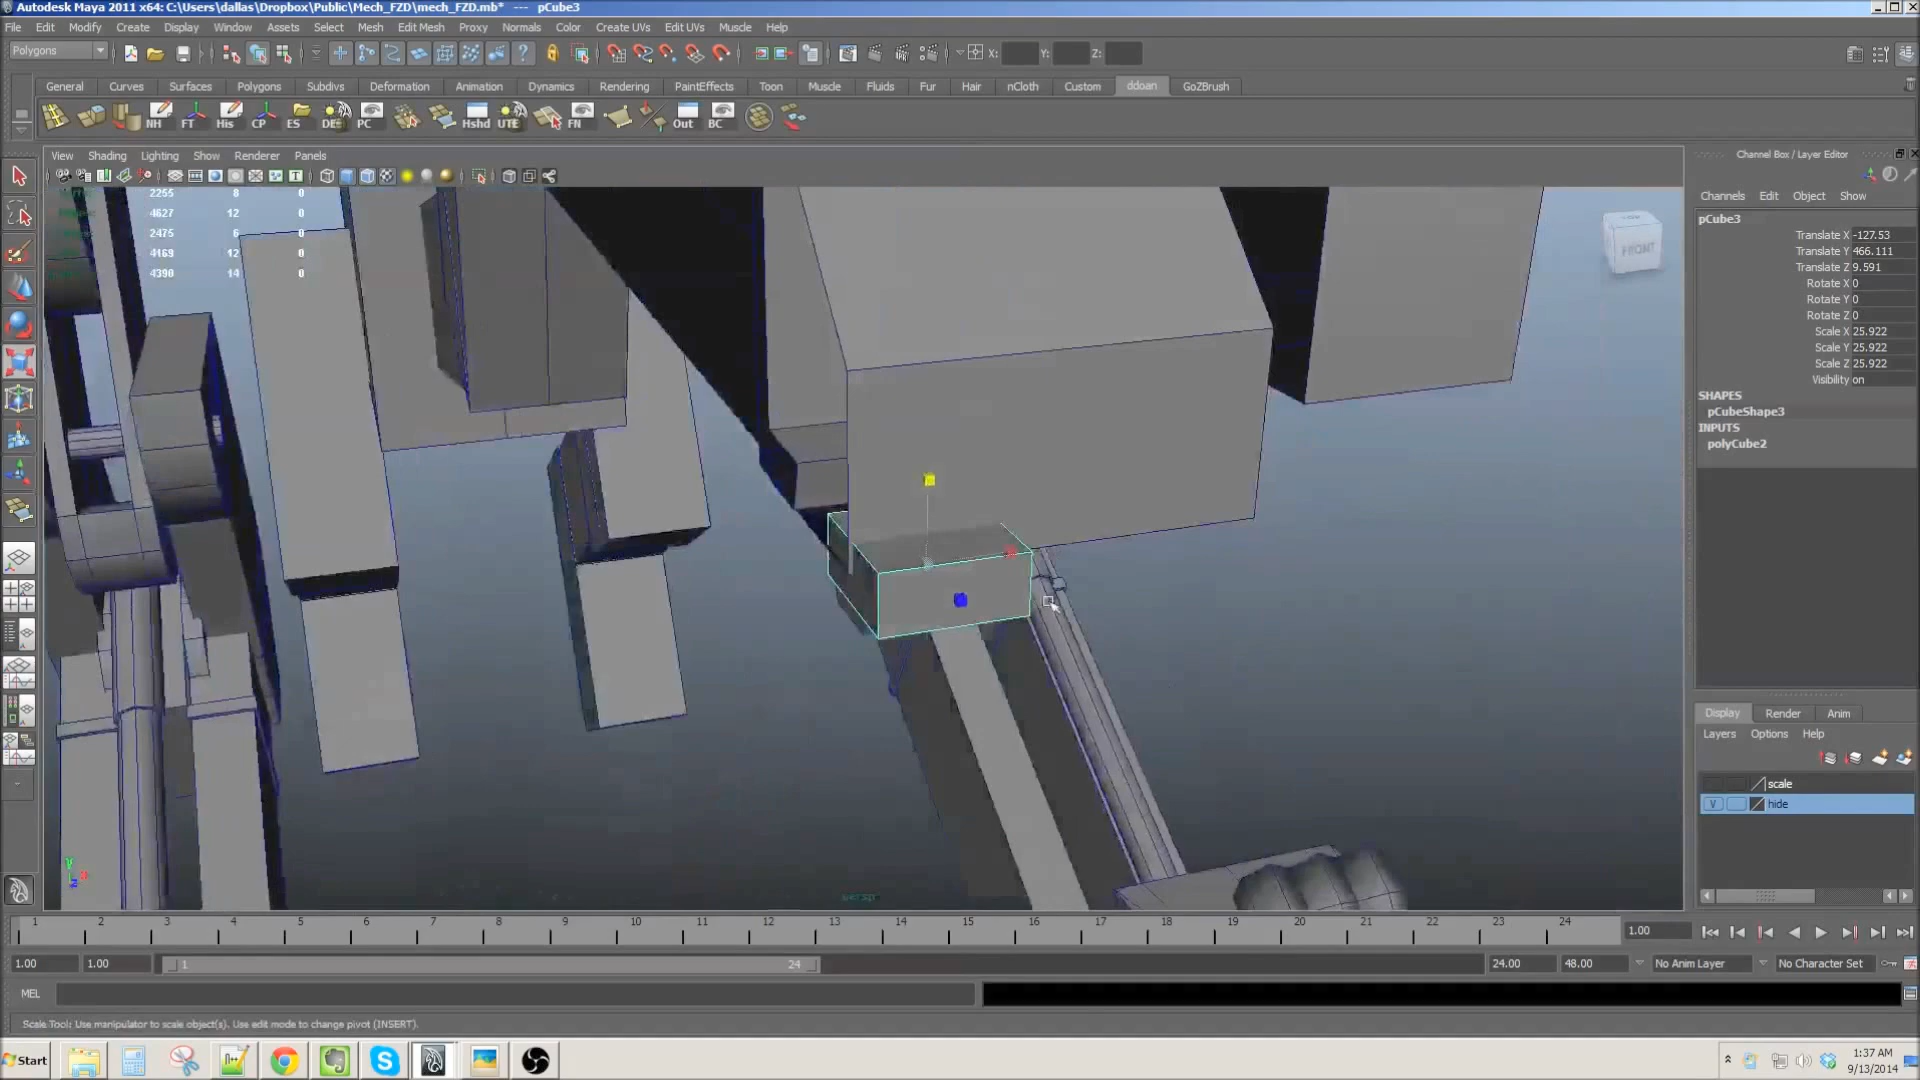 Autodesk Maya 2011 x64: C:\Users\dallas\Dropbox\Public\Mech_FZD\mech_FZD.mb* --- pCube3
File Edit Modify Create Display Window Assets Select Mesh Edit Mesh Proxy Normals Color Create UVs Edit UVs Muscle Help
Polygons X: Y: Z:
General Curves Surfaces Polygons Subdivs Deformation Animation Dynamics Rendering PaintEffects Toon Muscle Fluids Fur Hair nCloth Custom ddoan GoZBrush
NH FT His CP ES PC Hshd UTE FN Out BC
View Shading Lighting Show Renderer Panels
Channel Box / Layer Editor
Channels Edit Object Show
2255 8 0
4627 12 0
2475 6 0
4169 12 0
4390 14 0
FRONT
pCube3
Translate X -127.53
Translate Y 466.111
Translate Z 9.591
Rotate X 0
Rotate Y 0
Rotate Z 0
Scale X 25.922
Scale Y 25.922
Scale Z 25.922
Visibility on
SHAPES
pCubeShape3
INPUTS
polyCube2
Display Render Anim
Layers Options Help
scale
V hide
1 2 3 4 5 6 7 8 9 10 11 12 13 14 15 16 17 18 19 20 21 22 23 24 1.00
1.00 1.00 1 24 24.00 48.00 No Anim Layer No Character Set
MEL
Scale Tool: Use manipulator to scale object(s). Use edit mode to change pivot (INSERT).
Start
1:37 AM
9/13/2014